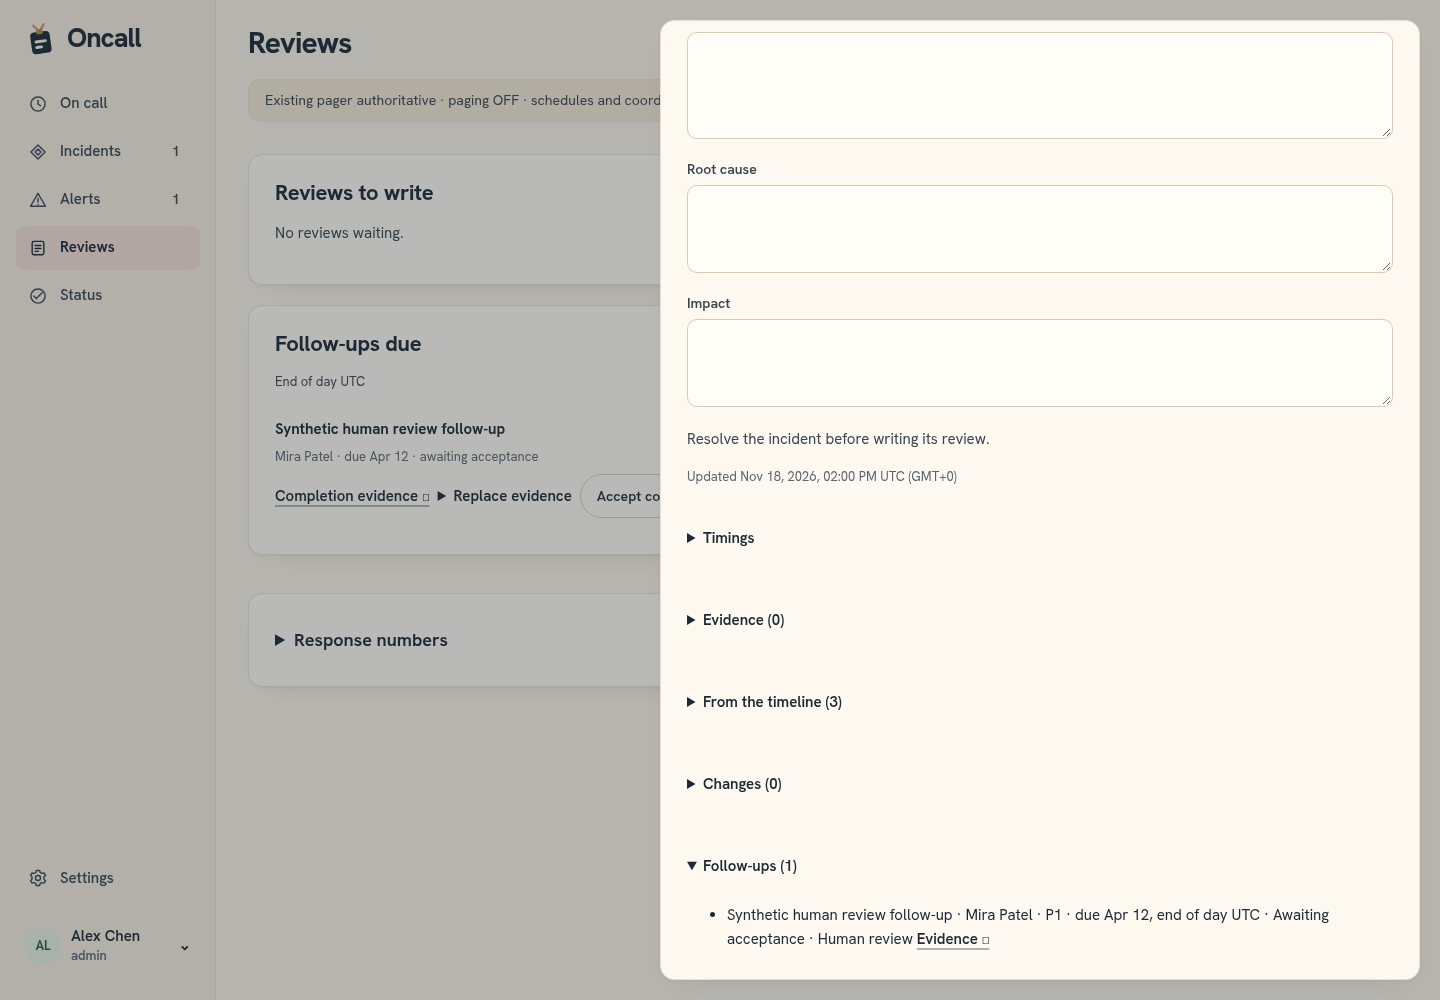 Oncall
On call
Incidents 1
Alerts 1
Reviews
Status
Settings
AL
Alex Chen
admin
Reviews
Existing pager authoritative · paging OFF · schedules and coord
Reviews to write
No reviews waiting.
Follow-ups due
End of day UTC
Synthetic human review follow-up
Mira Patel · due Apr 12 · awaiting acceptance
Completion evidence
Replace evidence
Accept co
Response numbers
Root cause
Impact
Resolve the incident before writing its review.
Updated Nov 18, 2026, 02:00 PM UTC (GMT+0)
Timings
Evidence (0)
From the timeline (3)
Changes (0)
Follow-ups (1)
Synthetic human review follow-up · Mira Patel · P1 · due Apr 12, end of day UTC · Awaiting
acceptance · Human review Evidence